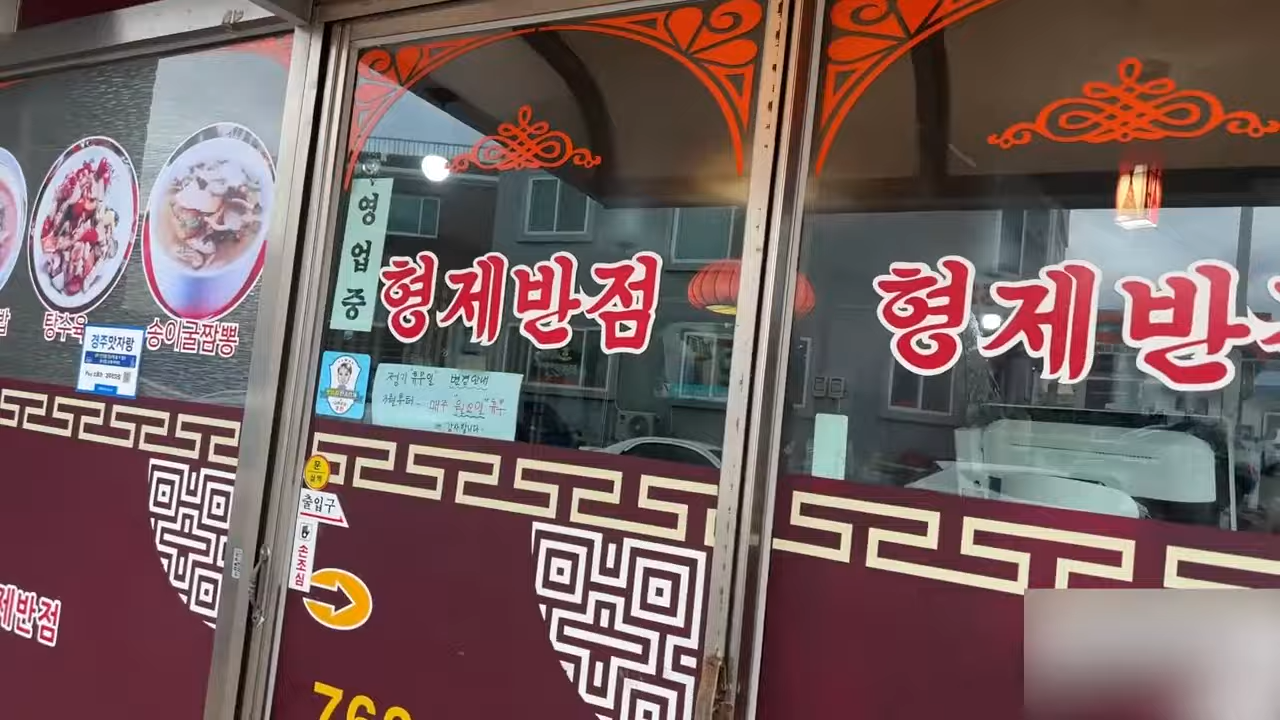 영업중
형제반점
형제반
탕수육
송이굴짬뽕
경주맛자랑
정기 휴무일 변경안내
매주 "월요일" 휴무
감사합니다.
문
출입구
손조심
제반점